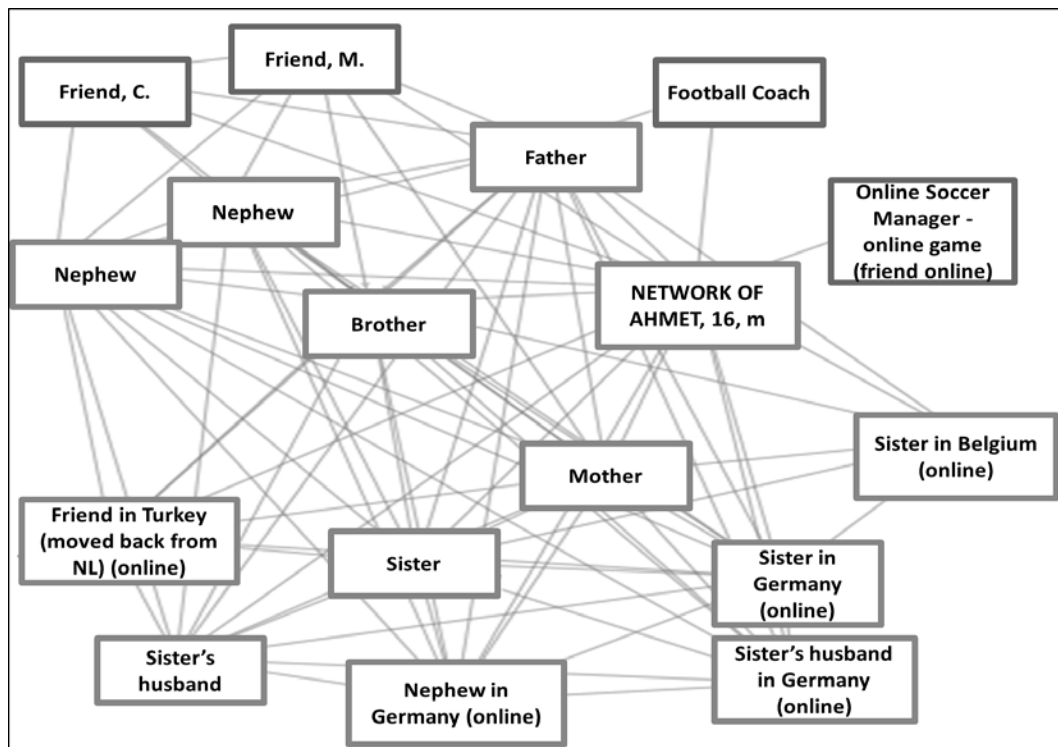 Friend, M.
Friend, C.
Football Coach
Father
Nephew
Online Soccer
Manager -
online game
(friend online)
Nephew
NETWORK OF
AHMET, 16, m
Brother
Sister in Belgium
(online)
Mother
Friend in Turkey
(moved back from
NL) (online)
Sister
Sister in
Germany
(online)
Sister’s
husband
Nephew in
Germany (online)
Sister’s husband
in Germany
(online)